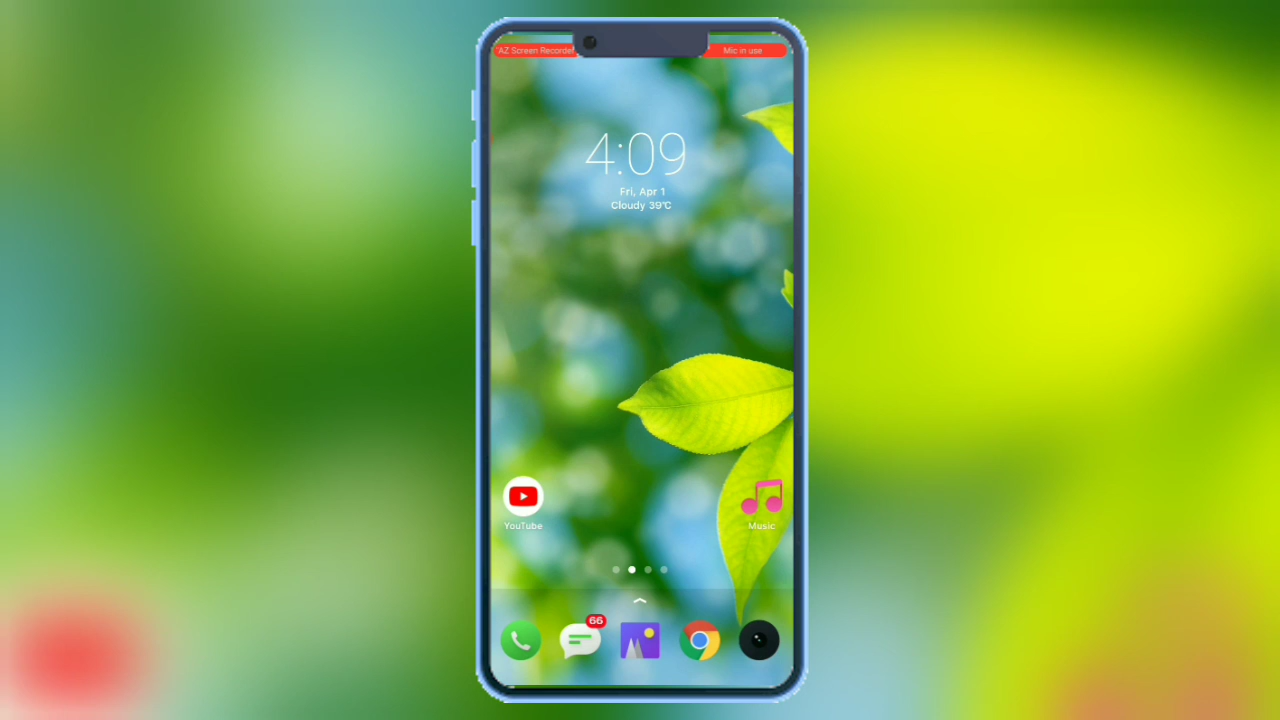 AZ Screen Recorder
Mic in use
4:09
Fri, Apr 1
Cloudy 39°C
YouTube
Music
66